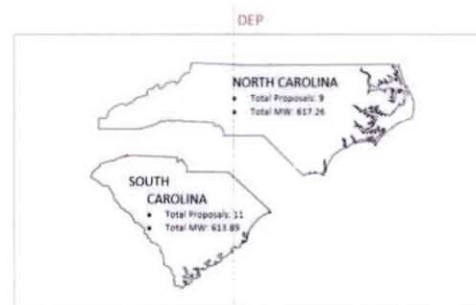 DEP
NORTH CAROLINA
• Total Proposals: 9
• Total MW: 617.26
SOUTH
CAROLINA
• Total Proposals: 11
• Total MW: 613.89